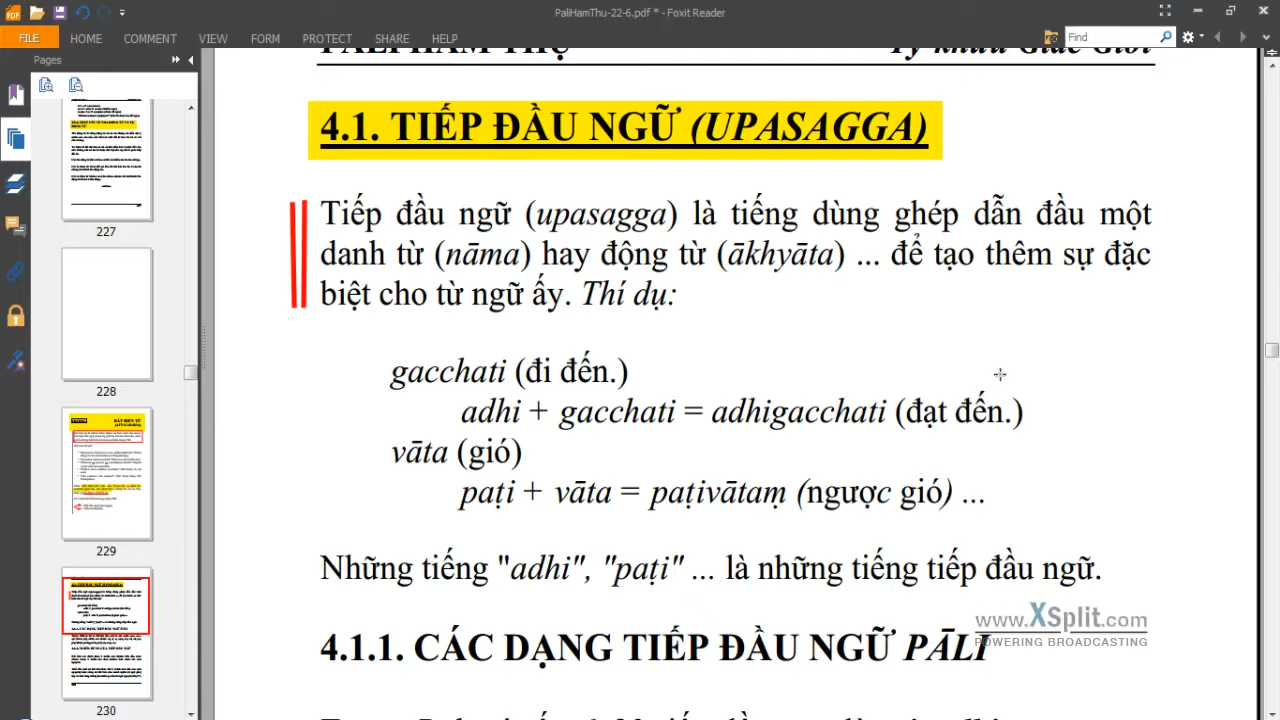 PaliHamThu-22-6.pdf * - Foxit Reader
FILE HOME COMMENT VIEW FORM PROTECT SHARE HELP
Find
Pages
4.1. TIẾP ĐẦU NGỮ (UPASAGGA)
Tiếp đầu ngữ (upasagga) là tiếng dùng ghép dẫn đầu một
danh từ (nāma) hay động từ (ākhyāta) ... để tạo thêm sự đặc
biệt cho từ ngữ ấy. Thí dụ:
gacchati (đi đến.)
adhi + gacchati = adhigacchati (đạt đến.)
vāta (gió)
paṭi + vāta = paṭivātaṃ (ngược gió) ...
Những tiếng "adhi", "paṭi" ... là những tiếng tiếp đầu ngữ.
www.XSplit.com
POWERING BROADCASTING
4.1.1. CÁC DẠNG TIẾP ĐẦU NGỮ PĀLI
227
228
229
230